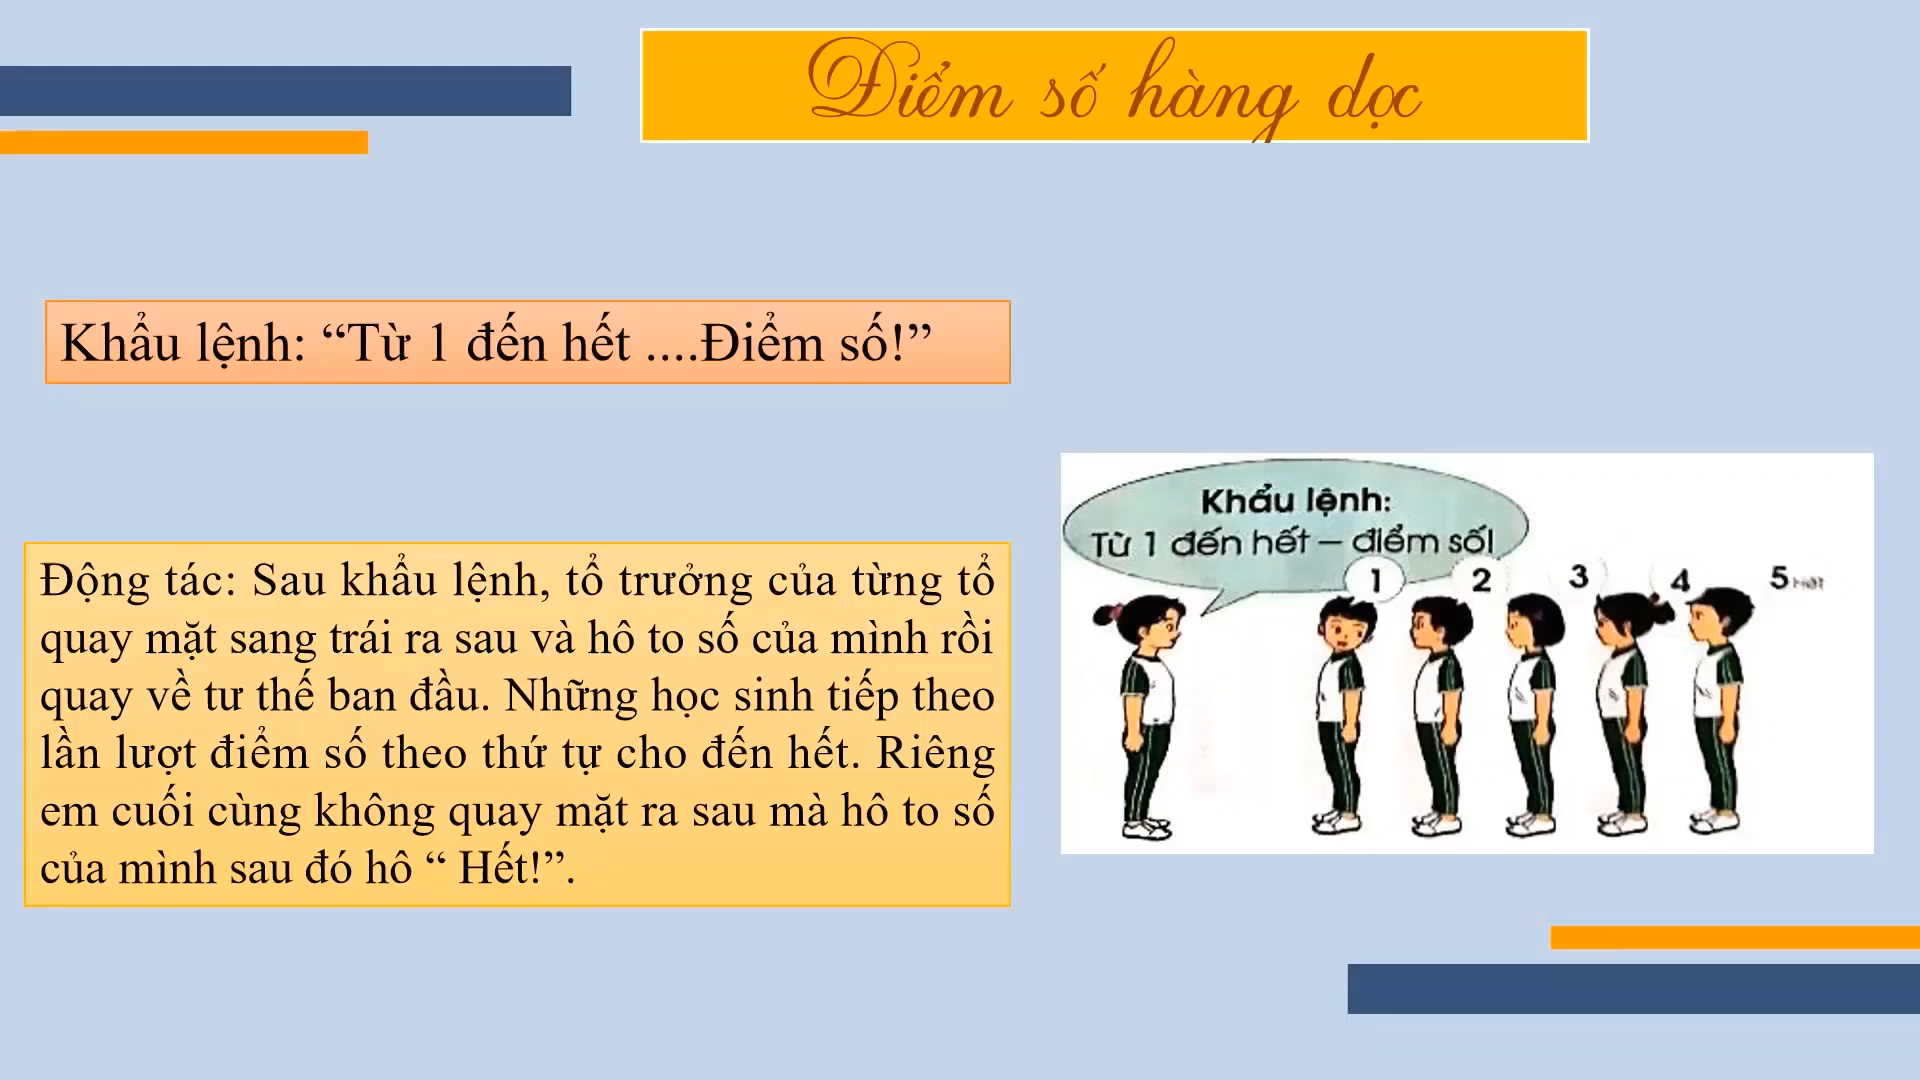 Điểm số hàng dọc
Khẩu lệnh: “Từ 1 đến hết ....Điểm số!”
Khẩu lệnh:
Từ 1 đến hết – điểm số!
1 2 3 4 5 Hết
Động tác: Sau khẩu lệnh, tổ trưởng của từng tổ
quay mặt sang trái ra sau và hô to số của mình rồi
quay về tư thế ban đầu. Những học sinh tiếp theo
lần lượt điểm số theo thứ tự cho đến hết. Riêng
em cuối cùng không quay mặt ra sau mà hô to số
của mình sau đó hô “ Hết!”.